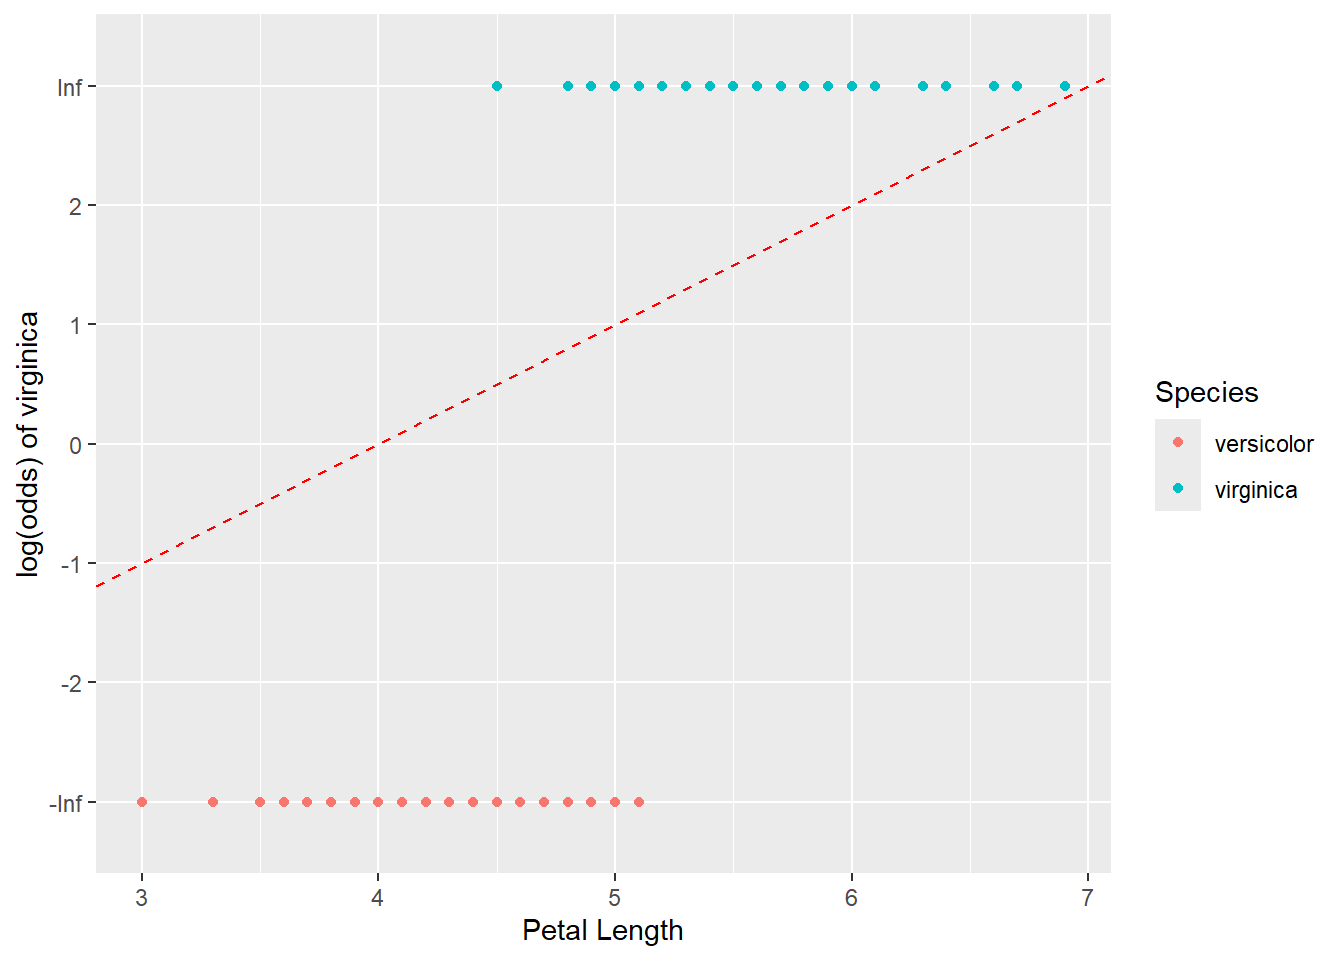 log(odds) of virginica
Inf
2
1
0
-1
-2
-Inf
3 4 5 6 7
Petal Length
Species
versicolor
virginica